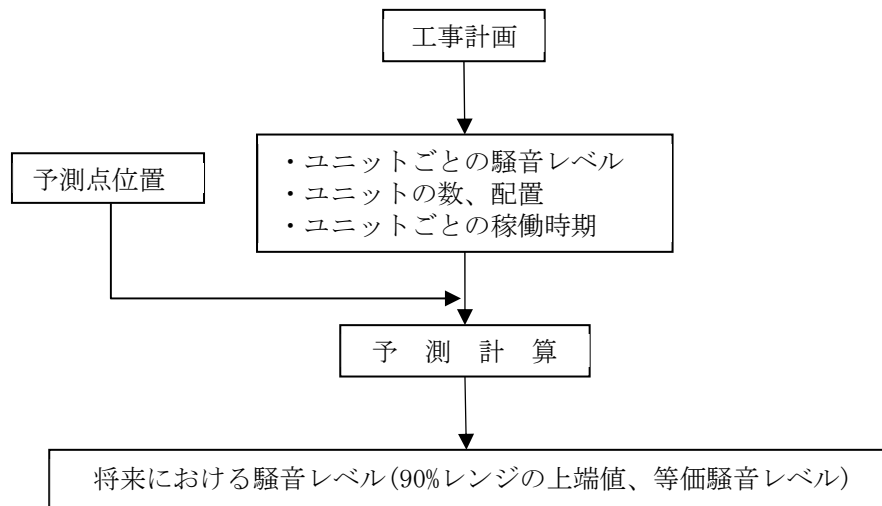 工事計画
・ユニットごとの騒音レベル
・ユニットの数、配置
・ユニットごとの稼働時期
予測点位置
予 測 計 算
将来における騒音レベル(90%レンジの上端値、等価騒音レベル)